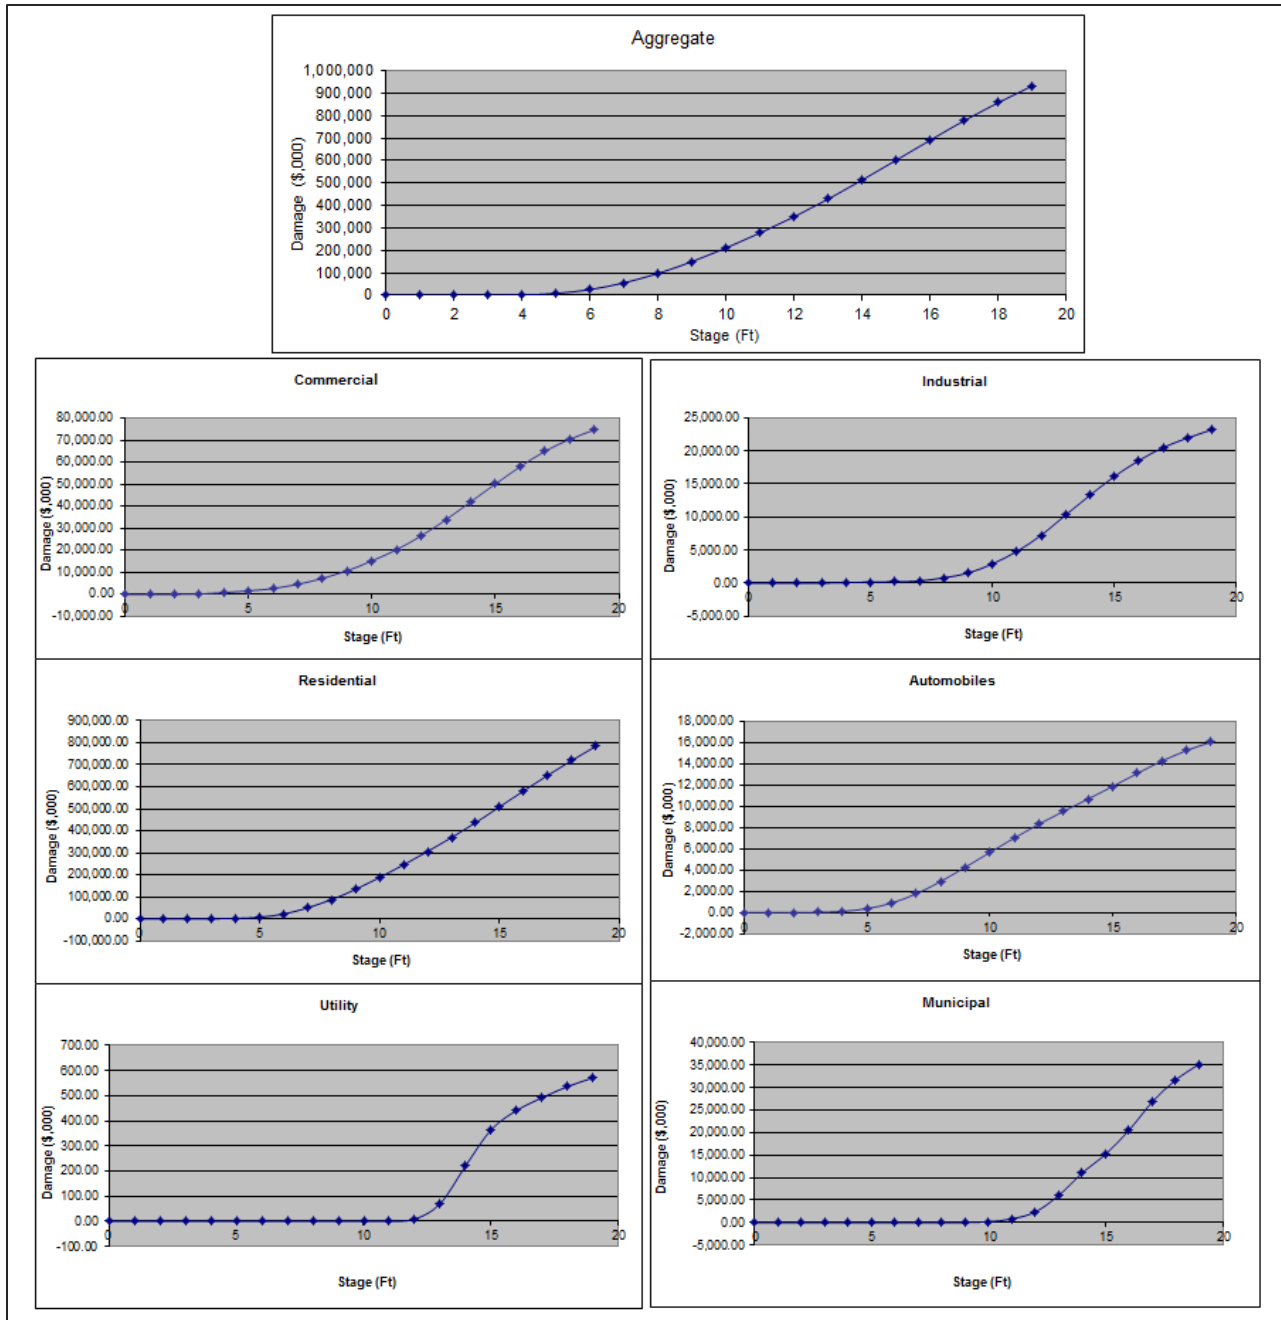 Aggregate
1,000,000
900,000
800,000
700,000
600,000
500,000
400,000
300,000
200,000
100,000
0
Damage ($,000)
0 2 4 6 8 10 12 14 16 18 20
Stage (Ft)
Commercial
80,000.00
70,000.00
60,000.00
50,000.00
40,000.00
30,000.00
20,000.00
10,000.00
0.00
-10,000.00
Damage ($,000)
0 5 10 15 20
Stage (Ft)
Industrial
25,000.00
20,000.00
15,000.00
10,000.00
5,000.00
0.00
-5,000.00
Damage ($,000)
0 5 10 15 20
Stage (Ft)
Residential
900,000.00
800,000.00
700,000.00
600,000.00
500,000.00
400,000.00
300,000.00
200,000.00
100,000.00
0.00
-100,000.00
Damage ($,000)
0 5 10 15 20
Stage (Ft)
Automobiles
18,000.00
16,000.00
14,000.00
12,000.00
10,000.00
8,000.00
6,000.00
4,000.00
2,000.00
0.00
-2,000.00
Damage ($,000)
0 5 10 15 20
Stage (Ft)
Utility
700.00
600.00
500.00
400.00
300.00
200.00
100.00
0.00
-100.00
Damage ($,000)
0 5 10 15 20
Stage (Ft)
Municipal
40,000.00
35,000.00
30,000.00
25,000.00
20,000.00
15,000.00
10,000.00
5,000.00
0.00
-5,000.00
Damage ($,000)
0 5 10 15 20
Stage (Ft)